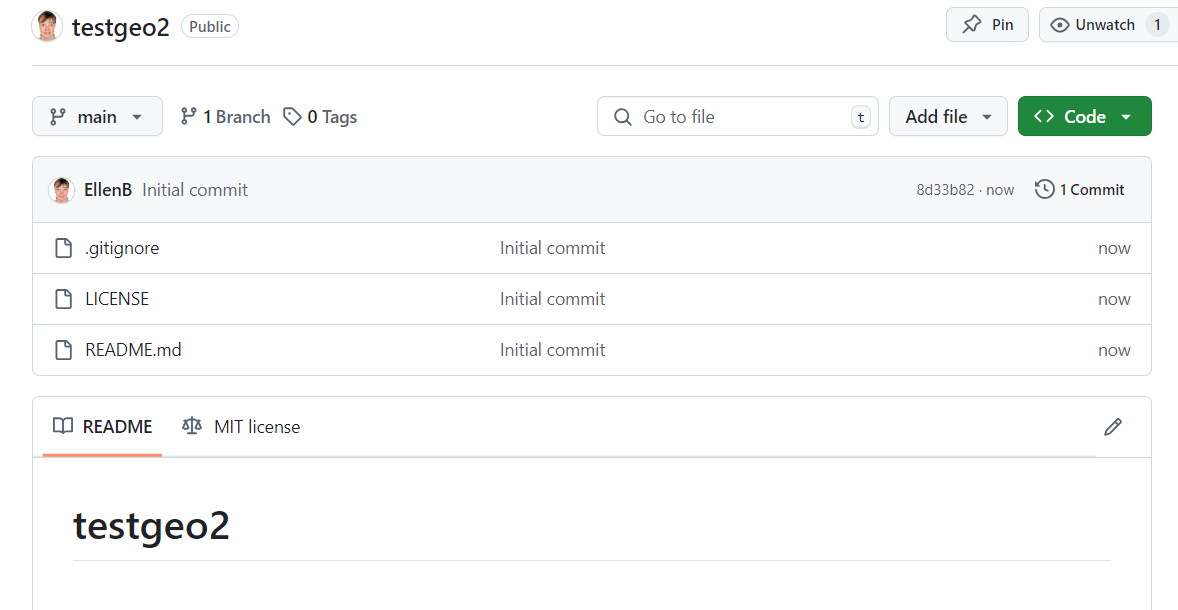 testgeo2 Public Pin Unwatch 1
main 1 Branch 0 Tags Go to file t Add file Code
EllenB Initial commit 8d33b82 · now 1 Commit
.gitignore Initial commit now
LICENSE Initial commit now
README.md Initial commit now
README MIT license
testgeo2